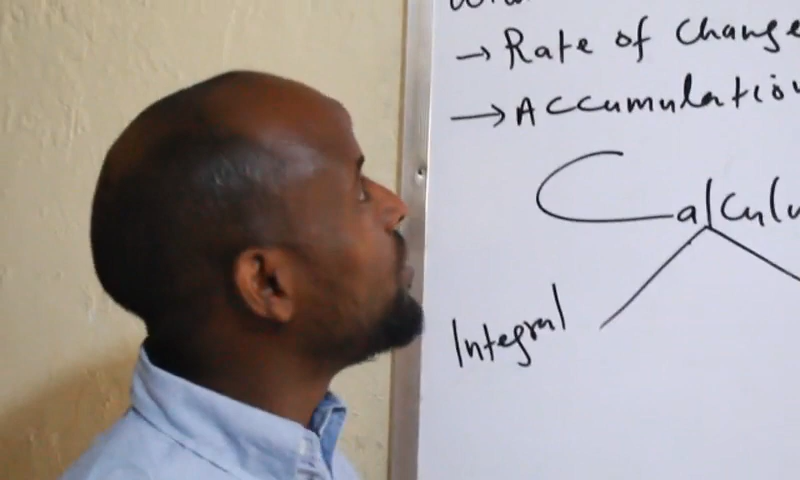 → Rate of change
→ Accumulation
Calculu
Integral